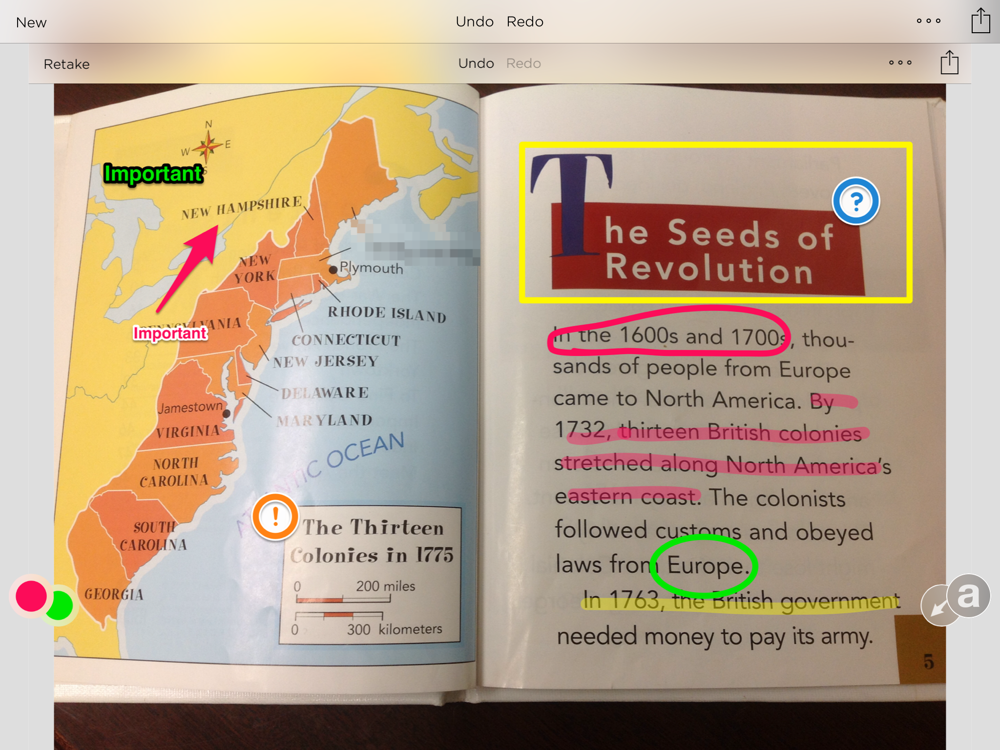 New
Undo Redo
Retake
Undo Redo
N
W E
S
Important
NEW HAMPSHIRE
NEW
YORK
Plymouth
RHODE ISLAND
Important
CONNECTICUT
NEW JERSEY
DELAWARE
Jamestown
MARYLAND
VIRGINIA
OCEAN
NORTH
CAROLINA
SOUTH
CAROLINA
GEORGIA
The Thirteen
Colonies in 1775
0 200 miles
0 300 kilometers
!
The Seeds of
Revolution
?
In the 1600s and 1700s, thou-
sands of people from Europe
came to North America. By
1732, thirteen British colonies
stretched along North America's
eastern coast. The colonists
followed customs and obeyed
laws from Europe.
In 1763, the British government
needed money to pay its army.
5
a